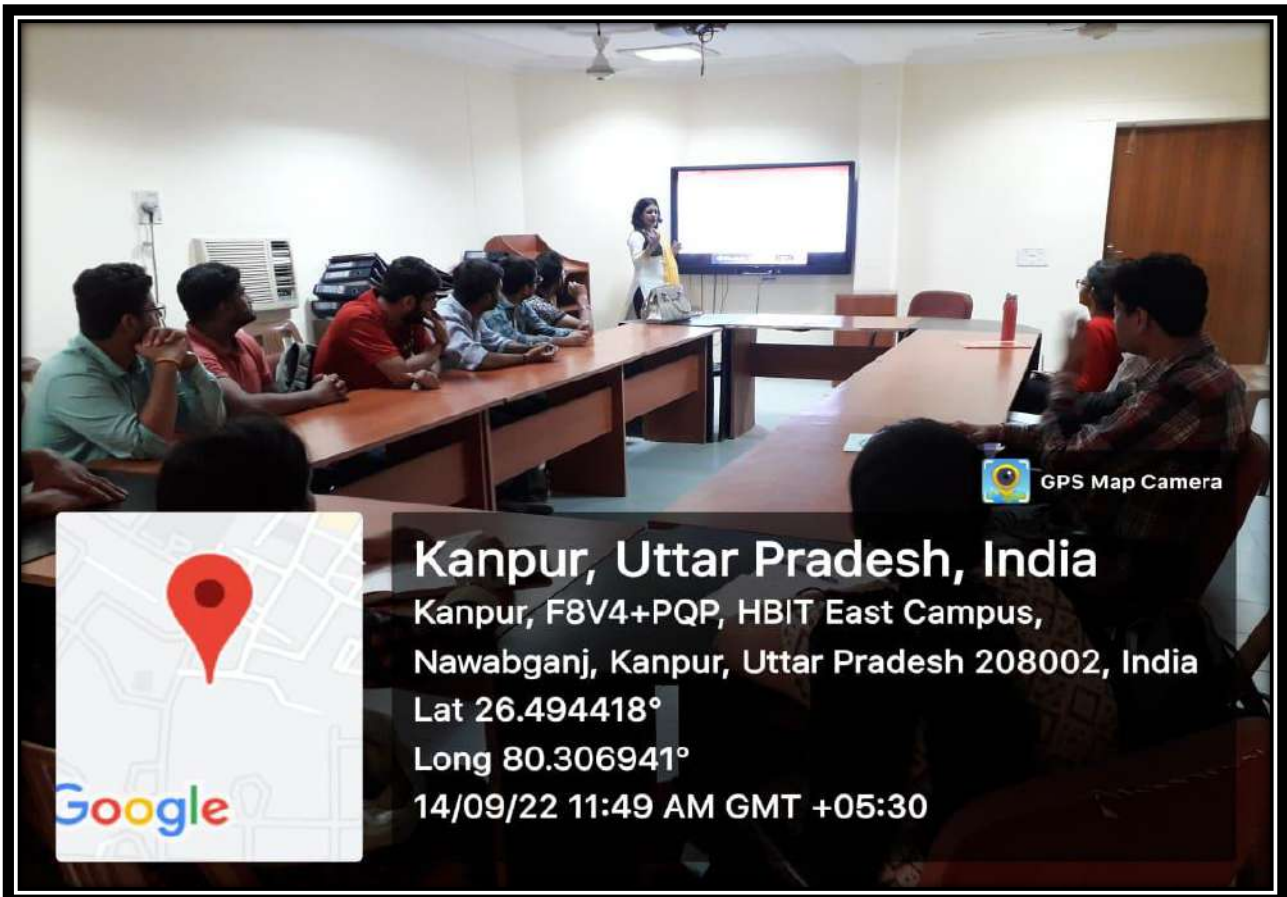 GPS Map Camera
Kanpur, Uttar Pradesh, India
Kanpur, F8V4+PQP, HBIT East Campus,
Nawabganj, Kanpur, Uttar Pradesh 208002, India
Lat 26.494418°
Long 80.306941°
14/09/22 11:49 AM GMT +05:30
Google